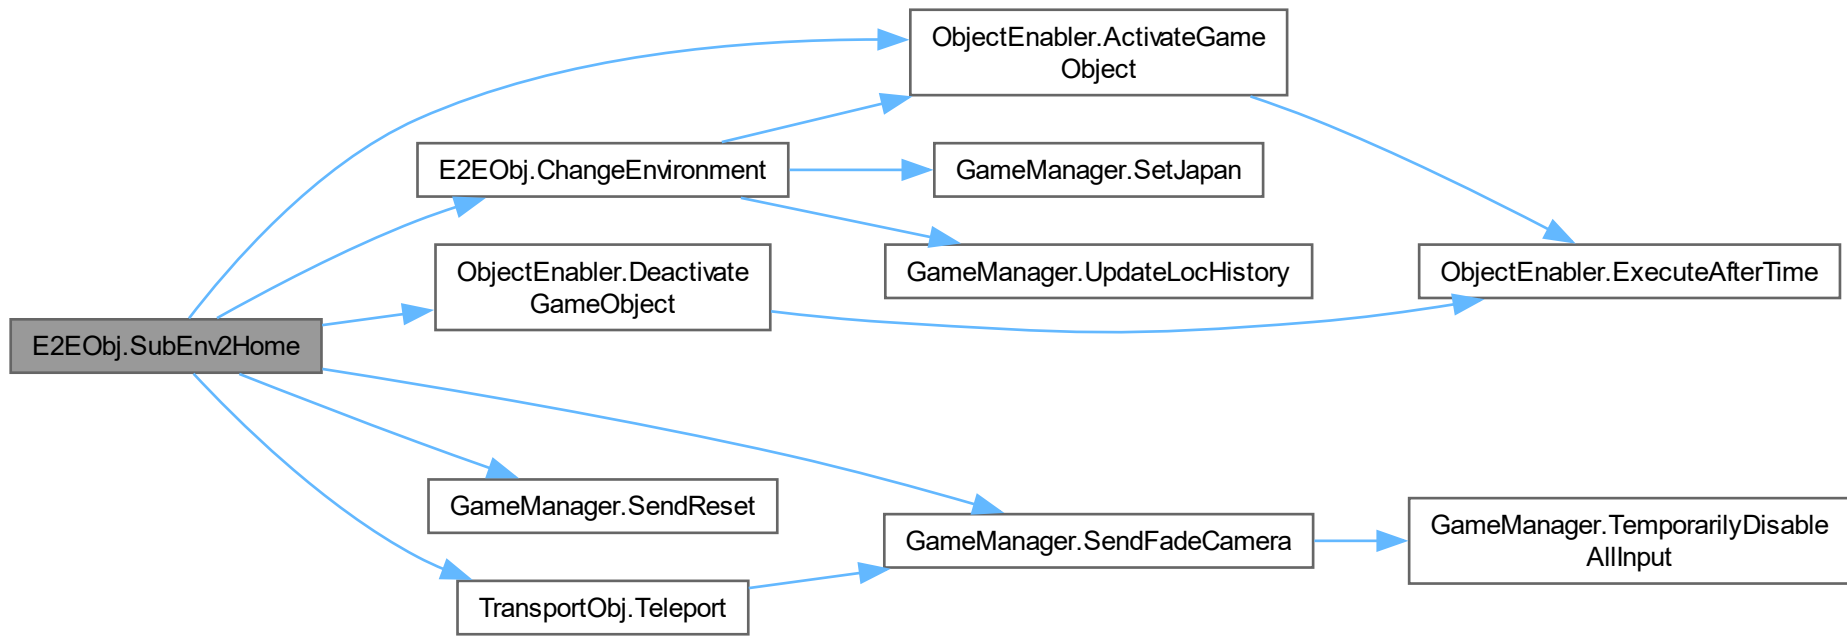 ObjectEnabler.ActivateGame
Object
E2EObj.ChangeEnvironment
GameManager.SetJapan
ObjectEnabler.Deactivate
GameObject
GameManager.UpdateLocHistory
ObjectEnabler.ExecuteAfterTime
E2EObj.SubEnv2Home
GameManager.SendReset
GameManager.SendFadeCamera
GameManager.TemporarilyDisable
AllInput
TransportObj.Teleport